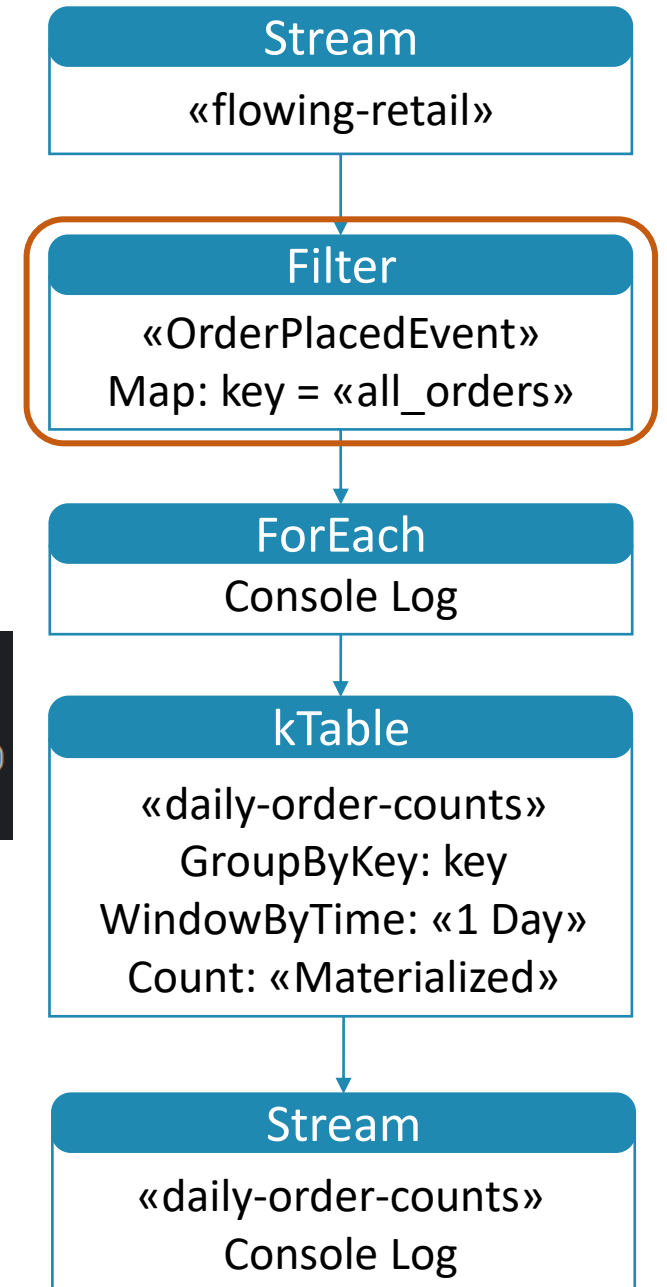 Stream
«flowing-retail»
Filter
«OrderPlacedEvent»
Map: key = «all_orders»
ForEach
Console Log
kTable
«daily-order-counts»
GroupByKey: key
WindowByTime: «1 Day»
Count: «Materialized»
Stream
«daily-order-counts»
Console Log